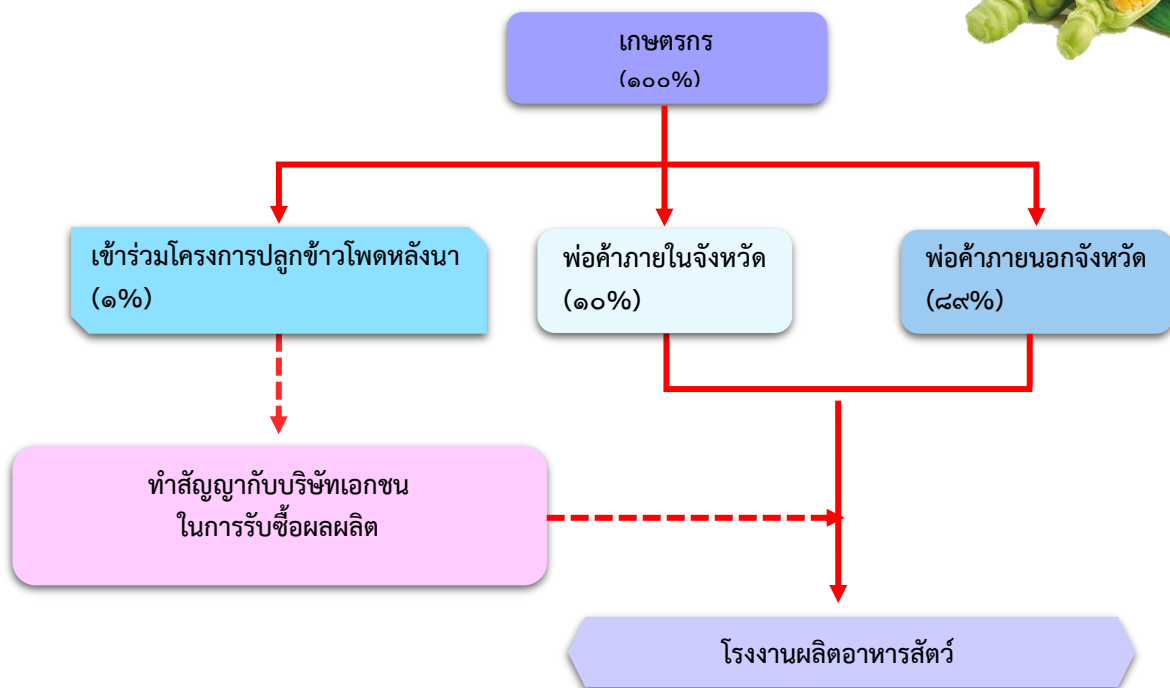 เกษตรกร
(๑๐๐%)
เข้าร่วมโครงการปลูกข้าวโพดหลังนา
(๑%)
พ่อค้าภายในจังหวัด
(๑๐%)
พ่อค้าภายนอกจังหวัด
(๘๙%)
ทำสัญญากับบริษัทเอกชน
ในการรับซื้อผลผลิต
โรงงานผลิตอาหารสัตว์